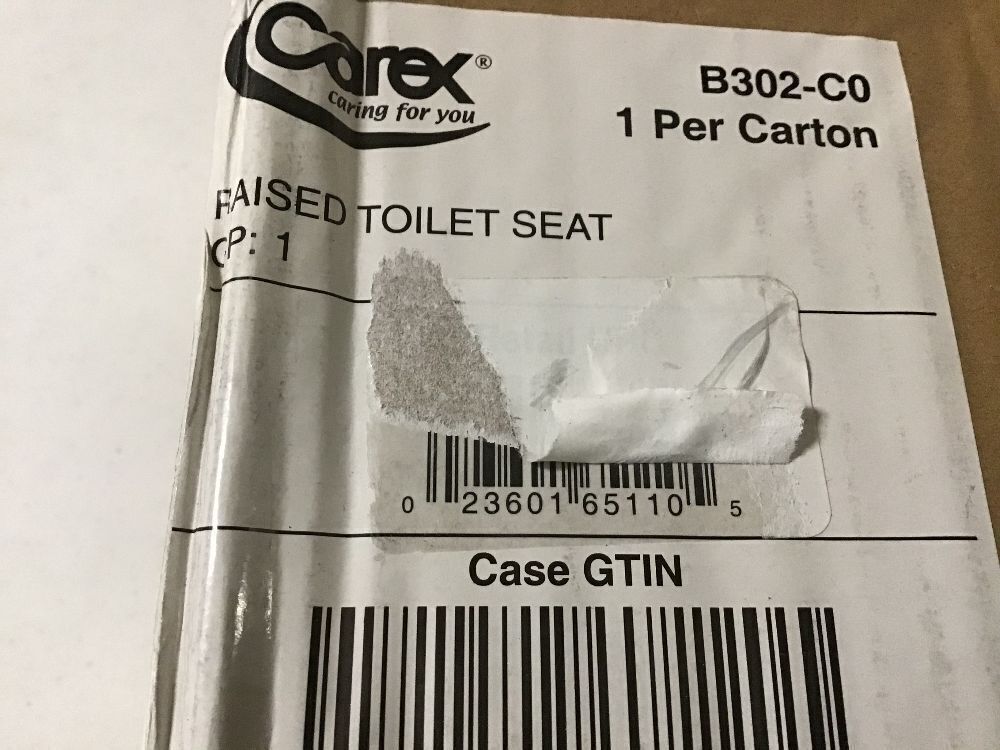 Carex®
caring for you
B302-C0
1 Per Carton
RAISED TOILET SEAT
CP: 1
0 23601 65110 5
Case GTIN